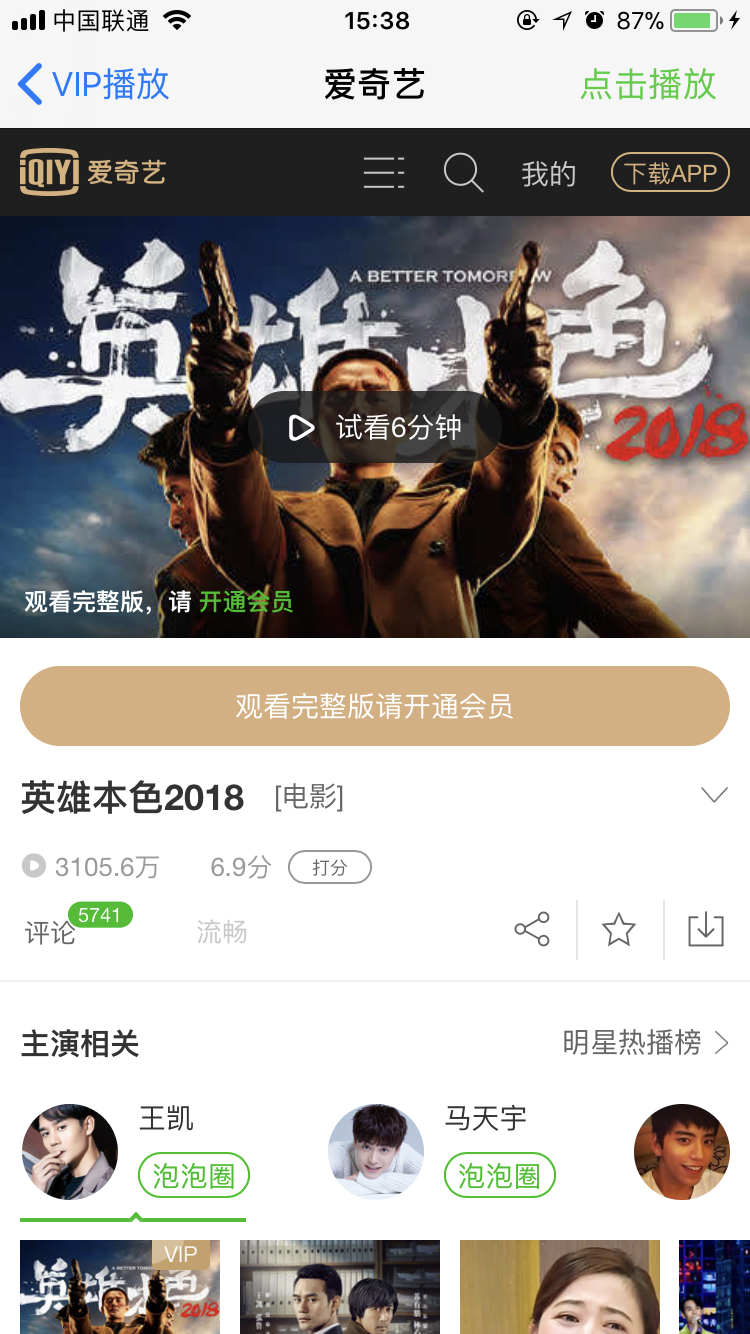 中国联通 15:38 87%
VIP播放 爱奇艺 点击播放
iQIYI 爱奇艺 我的 下载APP
A BETTER TOMORROW
英雄本色
2018
试看6分钟
观看完整版，请 开通会员
观看完整版请开通会员
英雄本色2018 [电影]
3105.6万 6.9分 打分
评论 5741 流畅
主演相关 明星热播榜
王凯 马天宇
泡泡圈 泡泡圈
VIP
英雄本色
2018